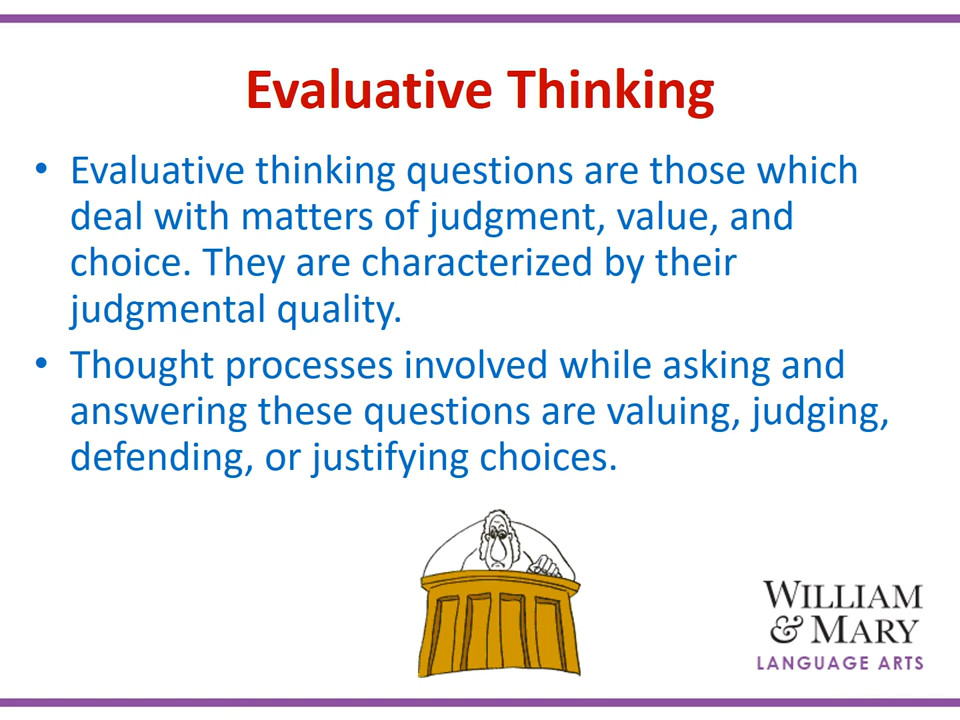 Evaluative Thinking
• Evaluative thinking questions are those which
deal with matters of judgment, value, and
choice. They are characterized by their
judgmental quality.
• Thought processes involved while asking and
answering these questions are valuing, judging,
defending, or justifying choices.
WILLIAM
& MARY
LANGUAGE ARTS